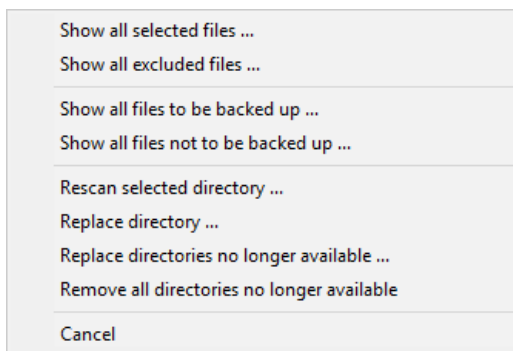 Show all selected files ...
Show all excluded files ...
Show all files to be backed up ...
Show all files not to be backed up ...
Rescan selected directory ...
Replace directory ...
Replace directories no longer available ...
Remove all directories no longer available
Cancel